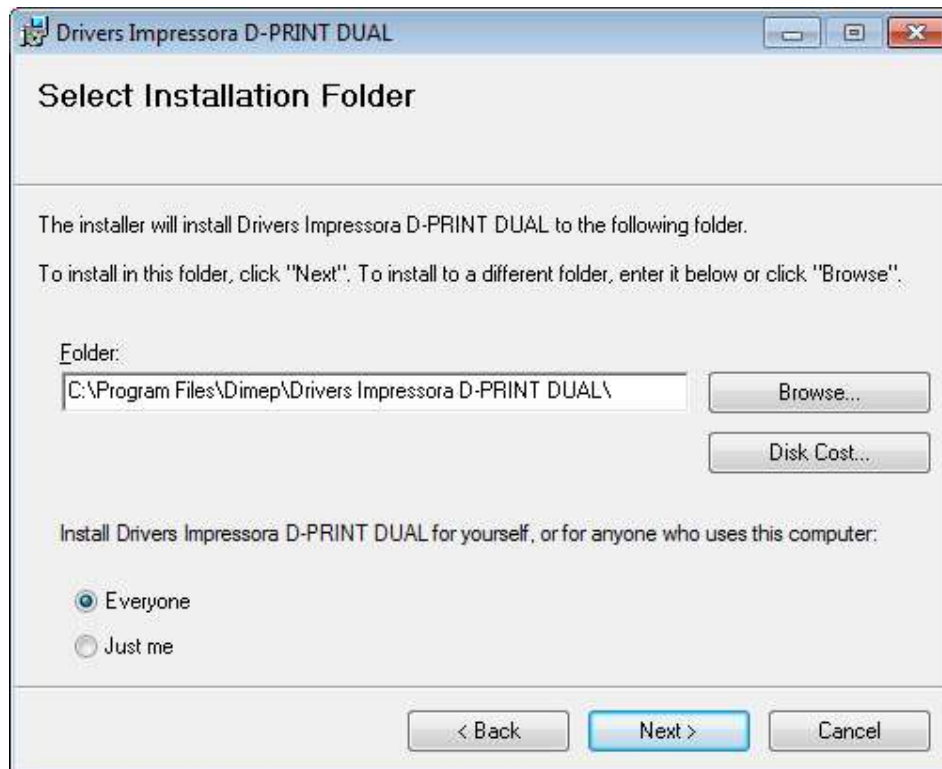 Drivers Impressora D-PRINT DUAL
Select Installation Folder
The installer will install Drivers Impressora D-PRINT DUAL to the following folder.
To install in this folder, click "Next". To install to a different folder, enter it below or click "Browse".
Folder:
C:\Program Files\Dimep\Drivers Impressora D-PRINT DUAL\
Browse...
Disk Cost...
Install Drivers Impressora D-PRINT DUAL for yourself, or for anyone who uses this computer:
Everyone
Just me
< Back
Next >
Cancel